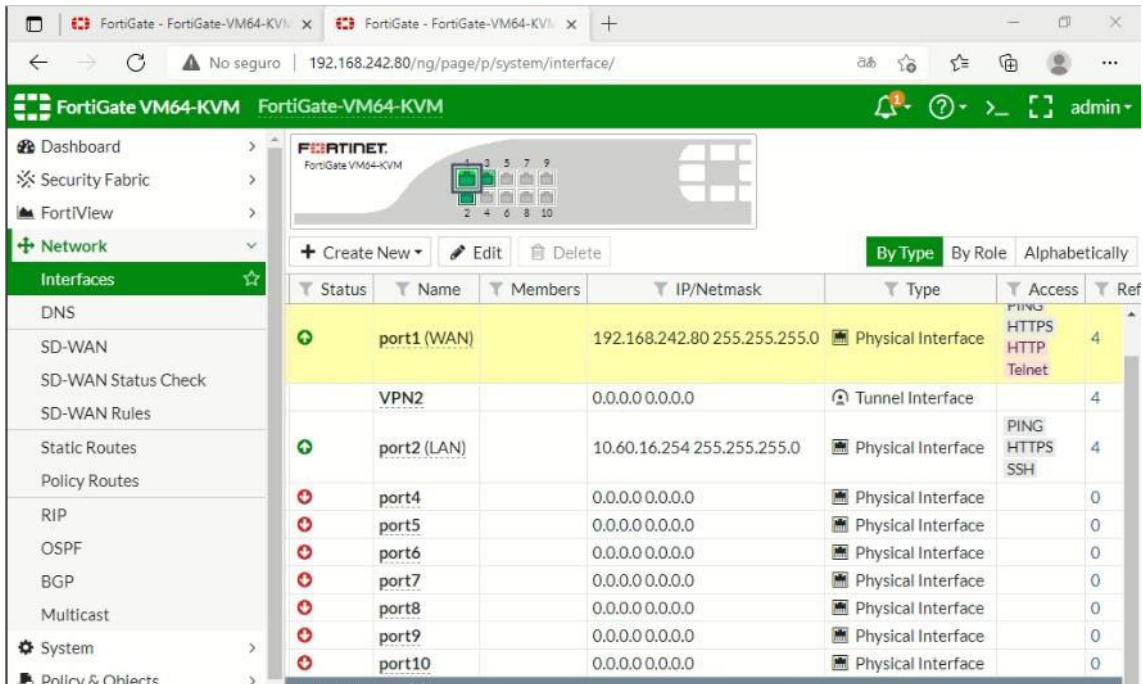 FortiGate - FortiGate-VM64-KV
FortiGate - FortiGate-VM64-KV
No seguro 192.168.242.80/ng/page/p/system/interface/
FortiGate VM64-KVM FortiGate-VM64-KVM 1 admin
Dashboard
Security Fabric
FortiView
Network
Interfaces
DNS
SD-WAN
SD-WAN Status Check
SD-WAN Rules
Static Routes
Policy Routes
RIP
OSPF
BGP
Multicast
System
Policy & Objects
FORTINET.
FortiGate VM64-KVM
1 3 5 7 9
2 4 6 8 10
+ Create New Edit Delete By Type By Role Alphabetically
Status Name Members IP/Netmask Type Access Ref
PING
port1 (WAN) 192.168.242.80 255.255.255.0 Physical Interface HTTPS 4
HTTP
Telnet
VPN2 0.0.0.0 0.0.0.0 Tunnel Interface 4
PING
port2 (LAN) 10.60.16.254 255.255.255.0 Physical Interface HTTPS 4
SSH
port4 0.0.0.0 0.0.0.0 Physical Interface 0
port5 0.0.0.0 0.0.0.0 Physical Interface 0
port6 0.0.0.0 0.0.0.0 Physical Interface 0
port7 0.0.0.0 0.0.0.0 Physical Interface 0
port8 0.0.0.0 0.0.0.0 Physical Interface 0
port9 0.0.0.0 0.0.0.0 Physical Interface 0
port10 0.0.0.0 0.0.0.0 Physical Interface 0